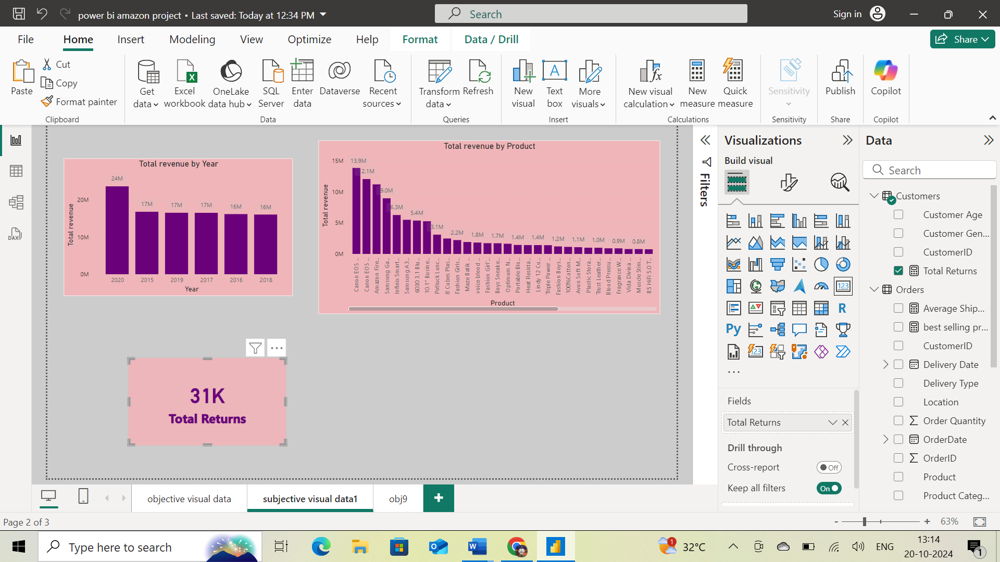 power bi amazon project • Last saved: Today at 12:34 PM
Search
Sign in
File
Home
Insert
Modeling
View
Optimize
Help
Format
Data / Drill
Share
Paste
Cut
Copy
Format painter
Clipboard
Get data
Excel workbook
OneLake data hub
SQL Server
Enter data
Dataverse
Recent sources
Data
Transform data
Refresh
Queries
New visual
Text box
More visuals
Insert
New visual calculation
New measure
Quick measure
Calculations
Sensitivity
Sensitivity
Publish
Share
Copilot
Copilot
Total revenue by Year
Total revenue
20M
10M
0M
24M
17M
17M
17M
16M
16M
2020
2015
2019
2017
2016
2018
Year
Total revenue by Product
Total revenue
15M
10M
5M
0M
13.9M
12.1M
9.0M
6.3M
5.4M
3.1M
2.2M
1.8M
1.7M
1.4M
1.4M
1.2M
1.1M
1.0M
0.9M
0.8M
Canon EOS ...
Canon EOS ...
Amazon Fire...
Samsung Ga...
Infinix Smart...
Samsung A3...
6030 3.1 Blu...
10.1" Busine...
Potluck Lunc...
8 Cubes Plas...
Fashion Girls...
Maze Batik ...
voice blood ...
Fashion Girl'...
Boys Sneake...
Optimum N...
Portable Blo...
Heat Resista...
Lindy 12 Cu...
Triple Power ...
Fashion Boys...
100%Cotton...
Avon Soft M...
Plastic Stora...
Trust Leather...
Blood Pressu...
Fragrance W...
Vida Divina ...
Muscle Stim...
B5 HiFi 5.0 T...
Product
31K
Total Returns
Filters
Visualizations
Build visual
123
R
Py
123
...
Fields
Total Returns
Drill through
Cross-report
Off
Keep all filters
On
Data
Search
Customers
Customer Age
Customer Gen...
CustomerID
Total Returns
Orders
Average Ship...
best selling pr...
CustomerID
Delivery Date
Delivery Type
Location
Order Quantity
OrderDate
OrderID
Product
Product Categ...
DAX
objective visual data
subjective visual data1
obj9
+
Page 2 of 3
- + 63%
Type here to search
1
32°C
ENG
13:14
20-10-2024
1